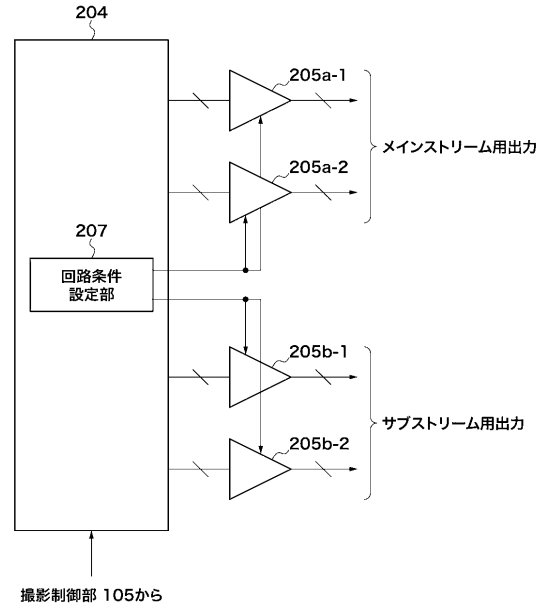 204
205a-1
メインストリーム用出力
205a-2
207
回路条件
設定部
205b-1
サブストリーム用出力
205b-2
撮影制御部 105から